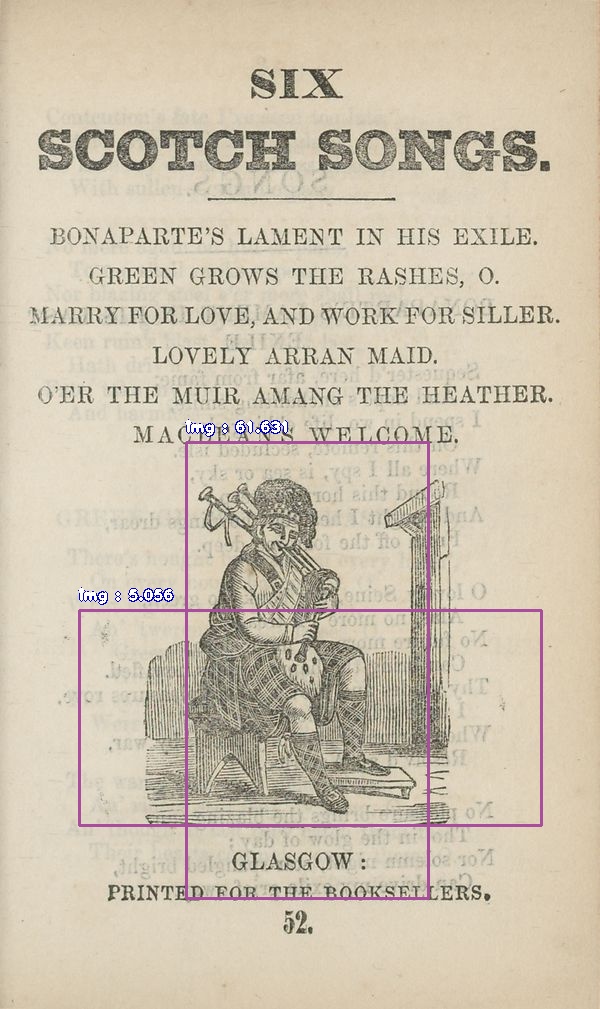 SIX
SCOTCH SONGS.
BONAPARTE'S LAMENT IN HIS EXILE.
GREEN GROWS THE RASHES, O.
MARRY FOR LOVE, AND WORK FOR SILLER.
LOVELY ARRAN MAID.
O'ER THE MUIR AMANG THE HEATHER.
MACLEAN'S WELCOME.
img : 61.631
img : 5.056
GLASGOW:
PRINTED FOR THE BOOKSELLERS.
52.